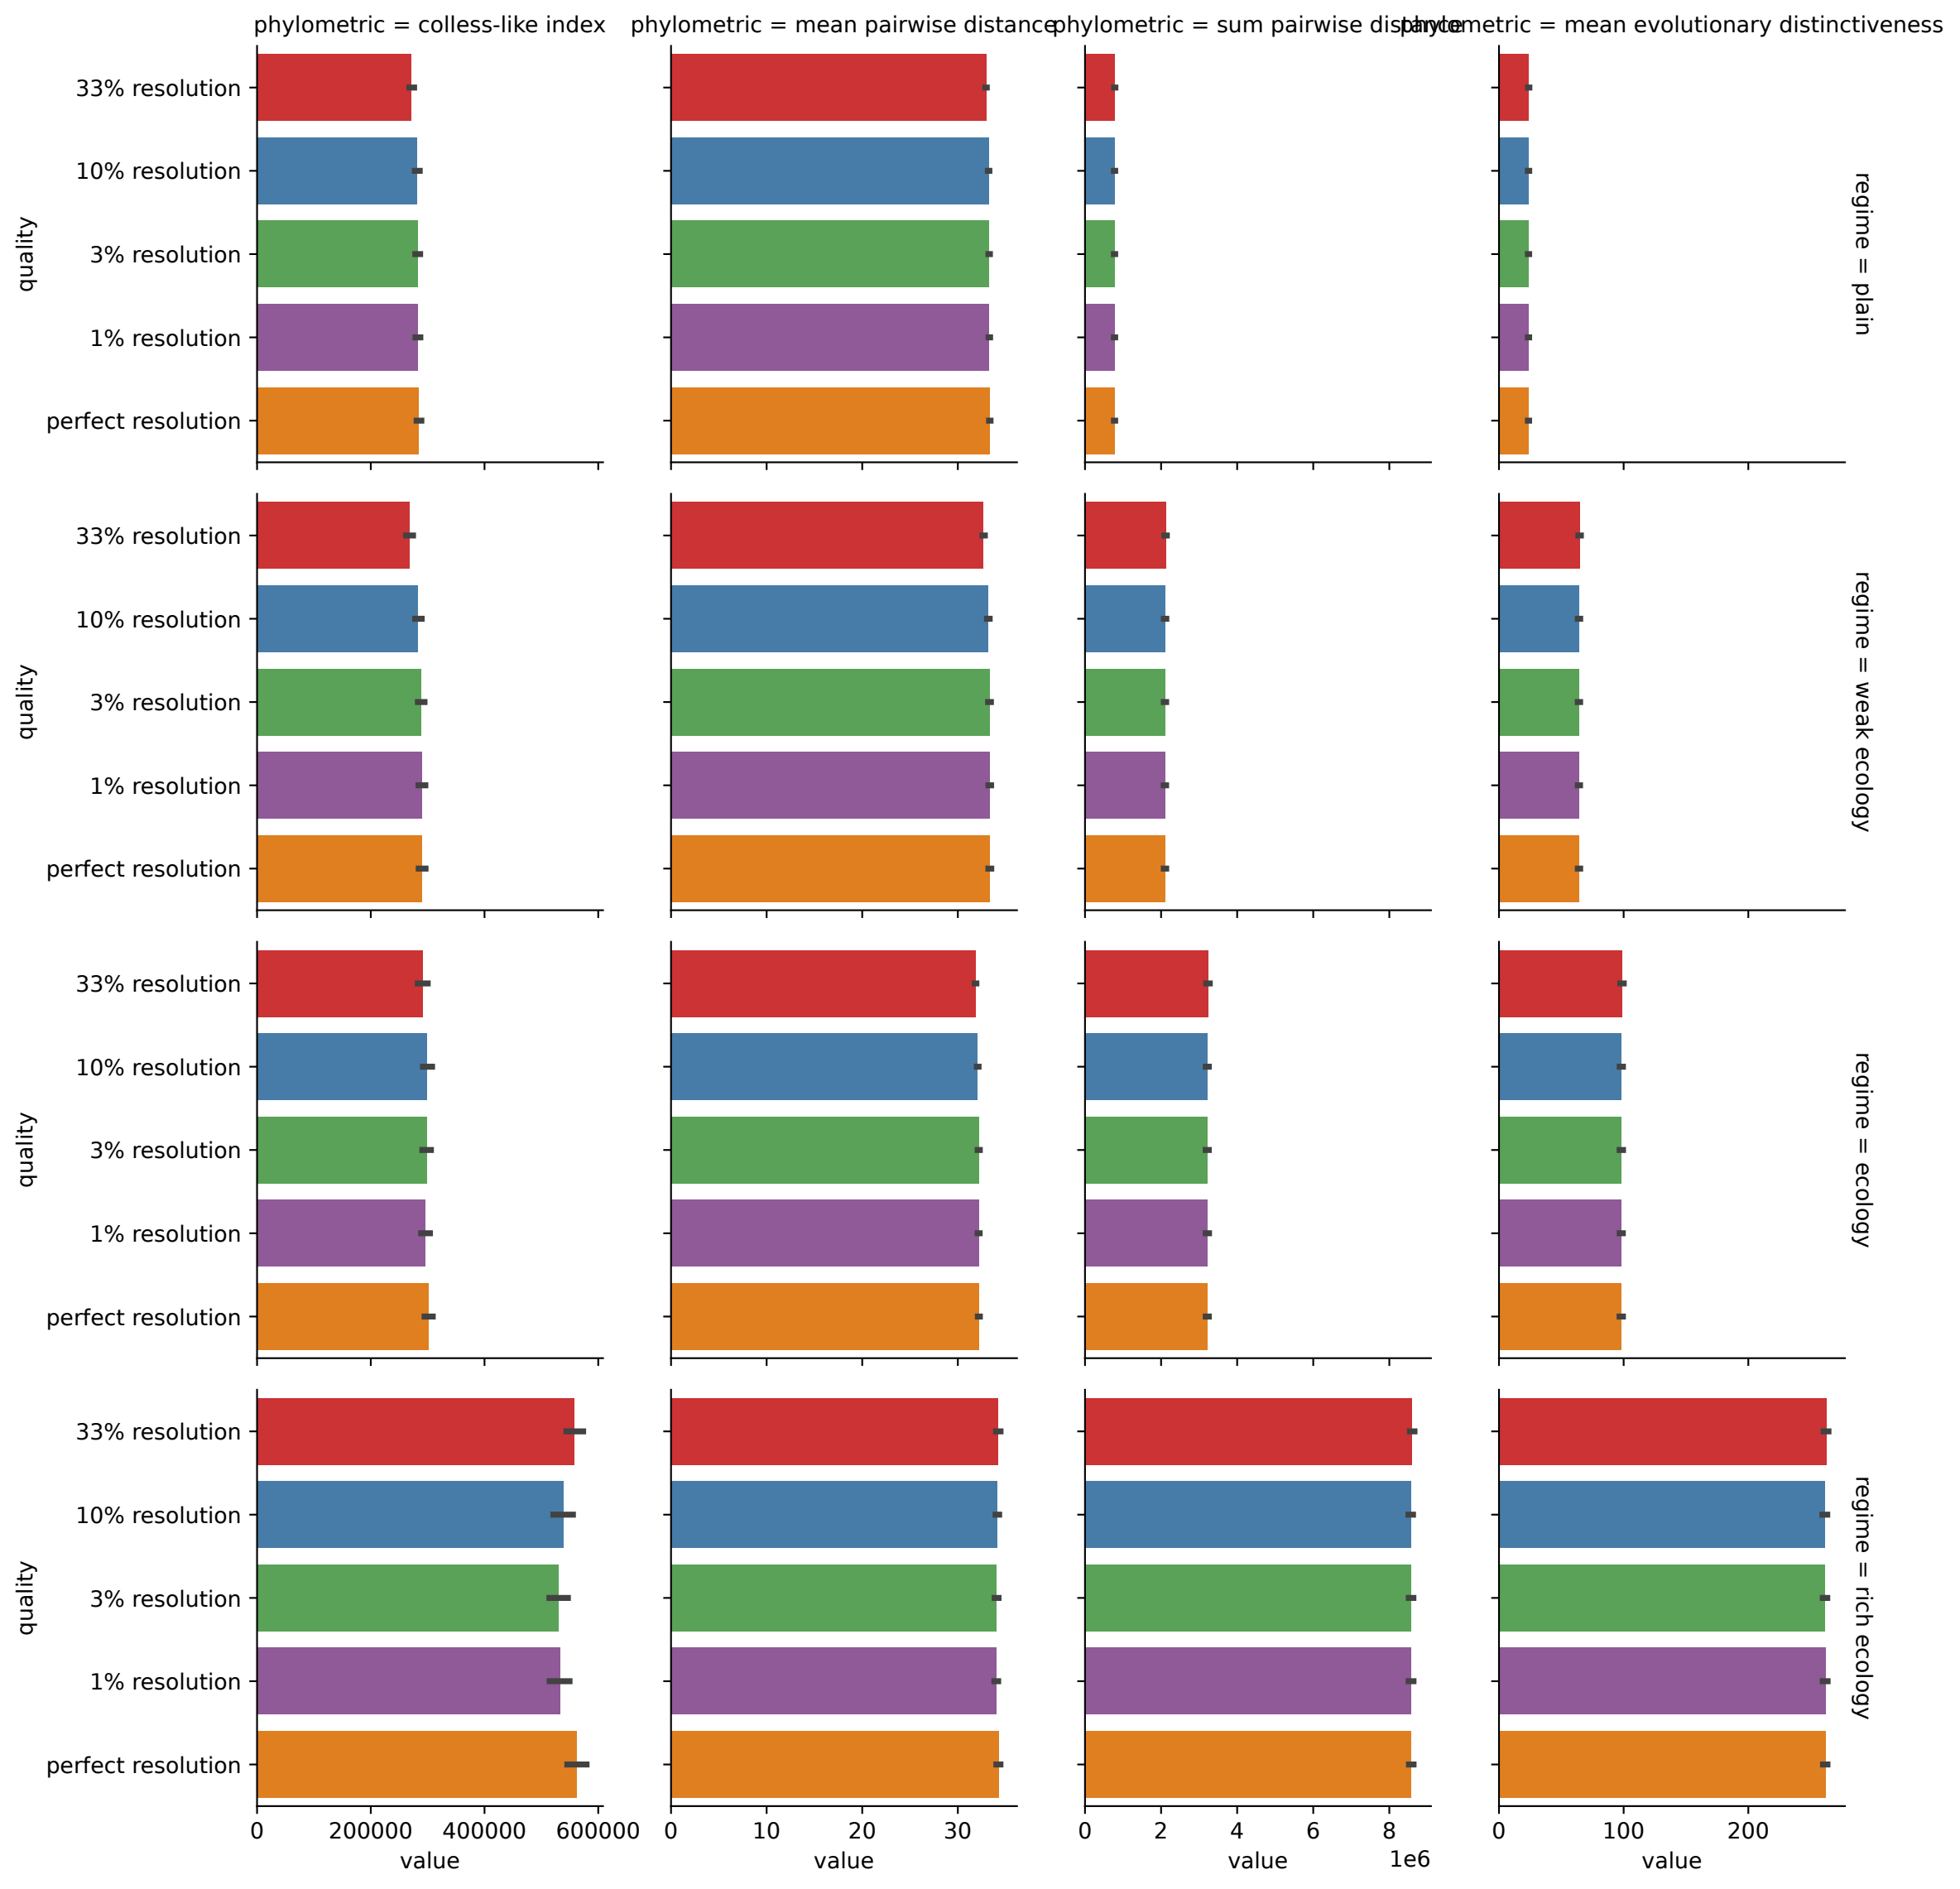 phylometric = colless-like index
phylometric = mean pairwise distance
phylometric = sum pairwise distance
phylometric = mean evolutionary distinctiveness
quality
33% resolution
10% resolution
3% resolution
1% resolution
perfect resolution
regime = plain
quality
33% resolution
10% resolution
3% resolution
1% resolution
perfect resolution
regime = weak ecology
quality
33% resolution
10% resolution
3% resolution
1% resolution
perfect resolution
regime = ecology
quality
33% resolution
10% resolution
3% resolution
1% resolution
perfect resolution
regime = rich ecology
0 200000 400000 600000
value
0 10 20 30
value
0 2 4 6 8
value
1e6
0 100 200
value